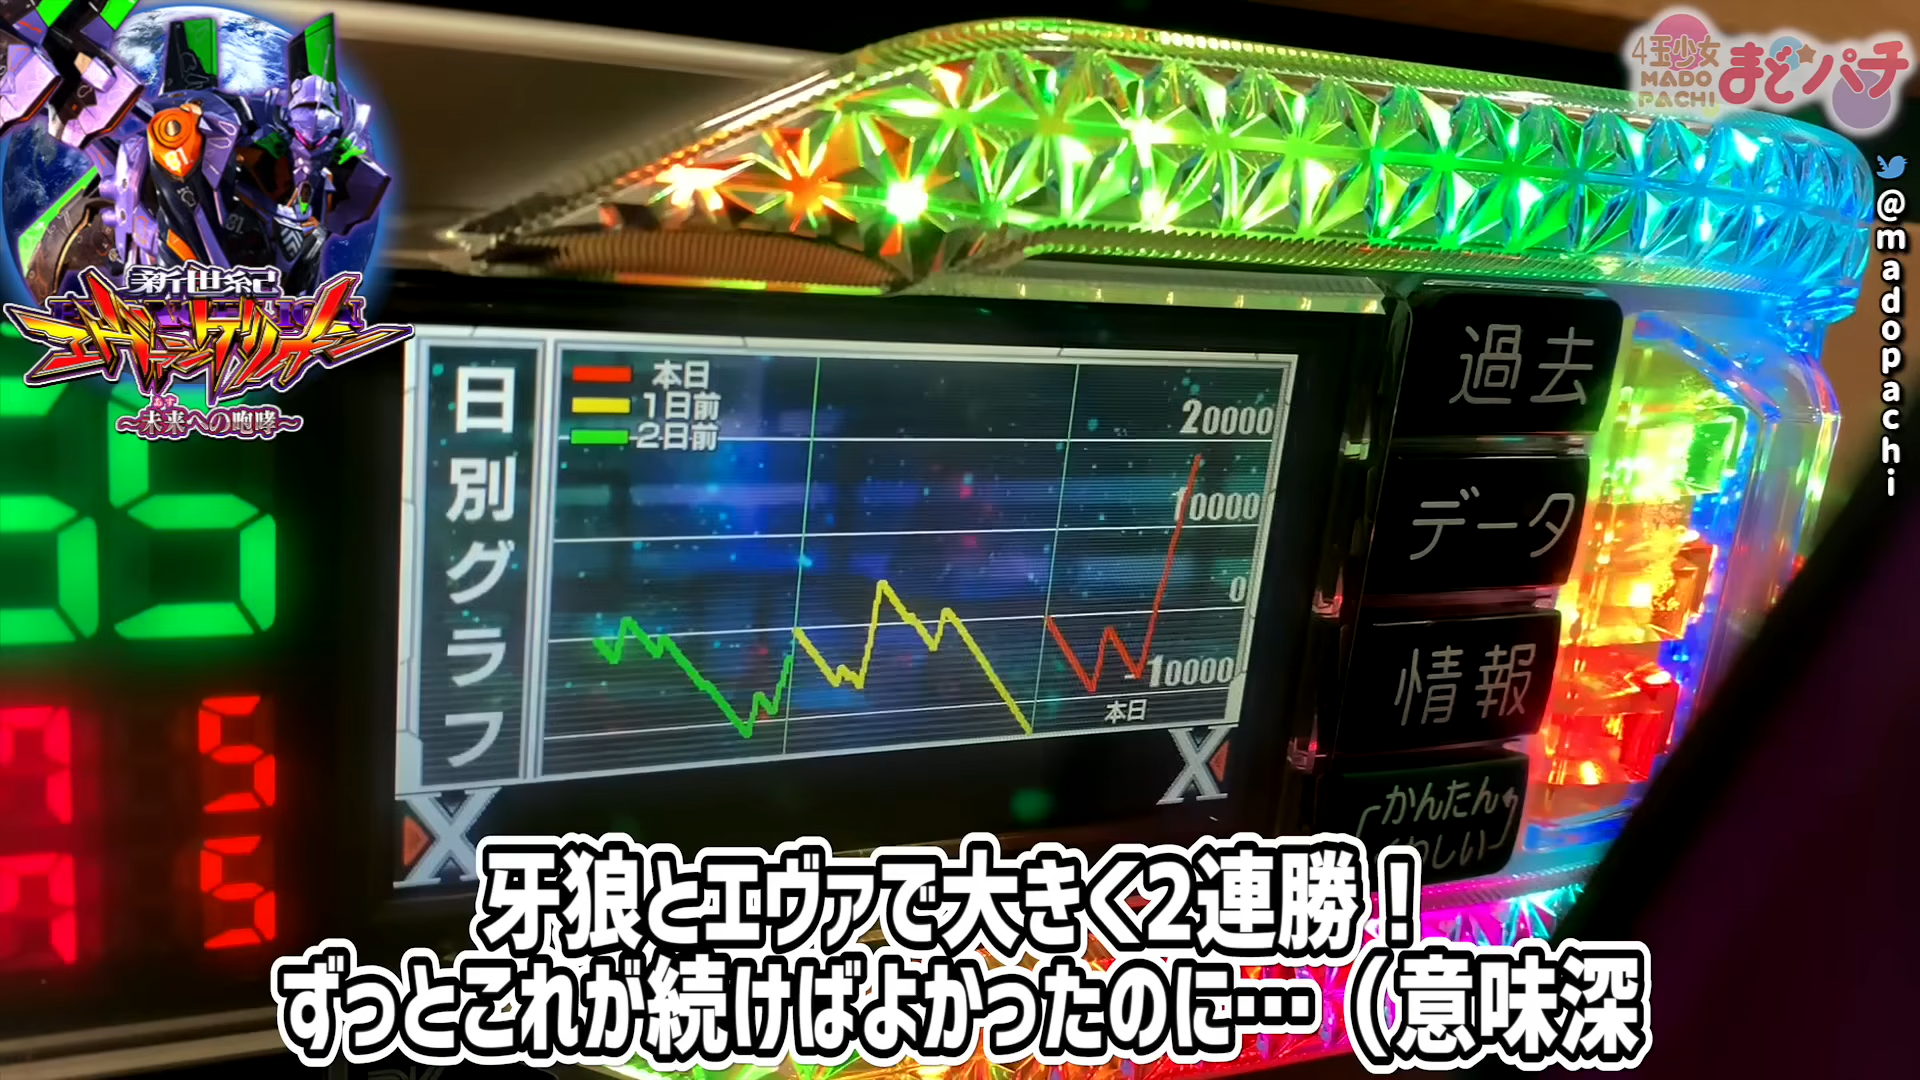 新世紀
エヴァンゲリオン
～未来への咆哮～
あす
4玉少女
MADO
PACHI
まど★パチ
@madopachi
日別グラフ
本日
1日前
2日前
20000
10000
0
-10000
本日
X
X
過去
データ
情報
かんたん
牙狼とエヴァで大きく2連勝！
ずっとこれが続けばよかったのに…（意味深